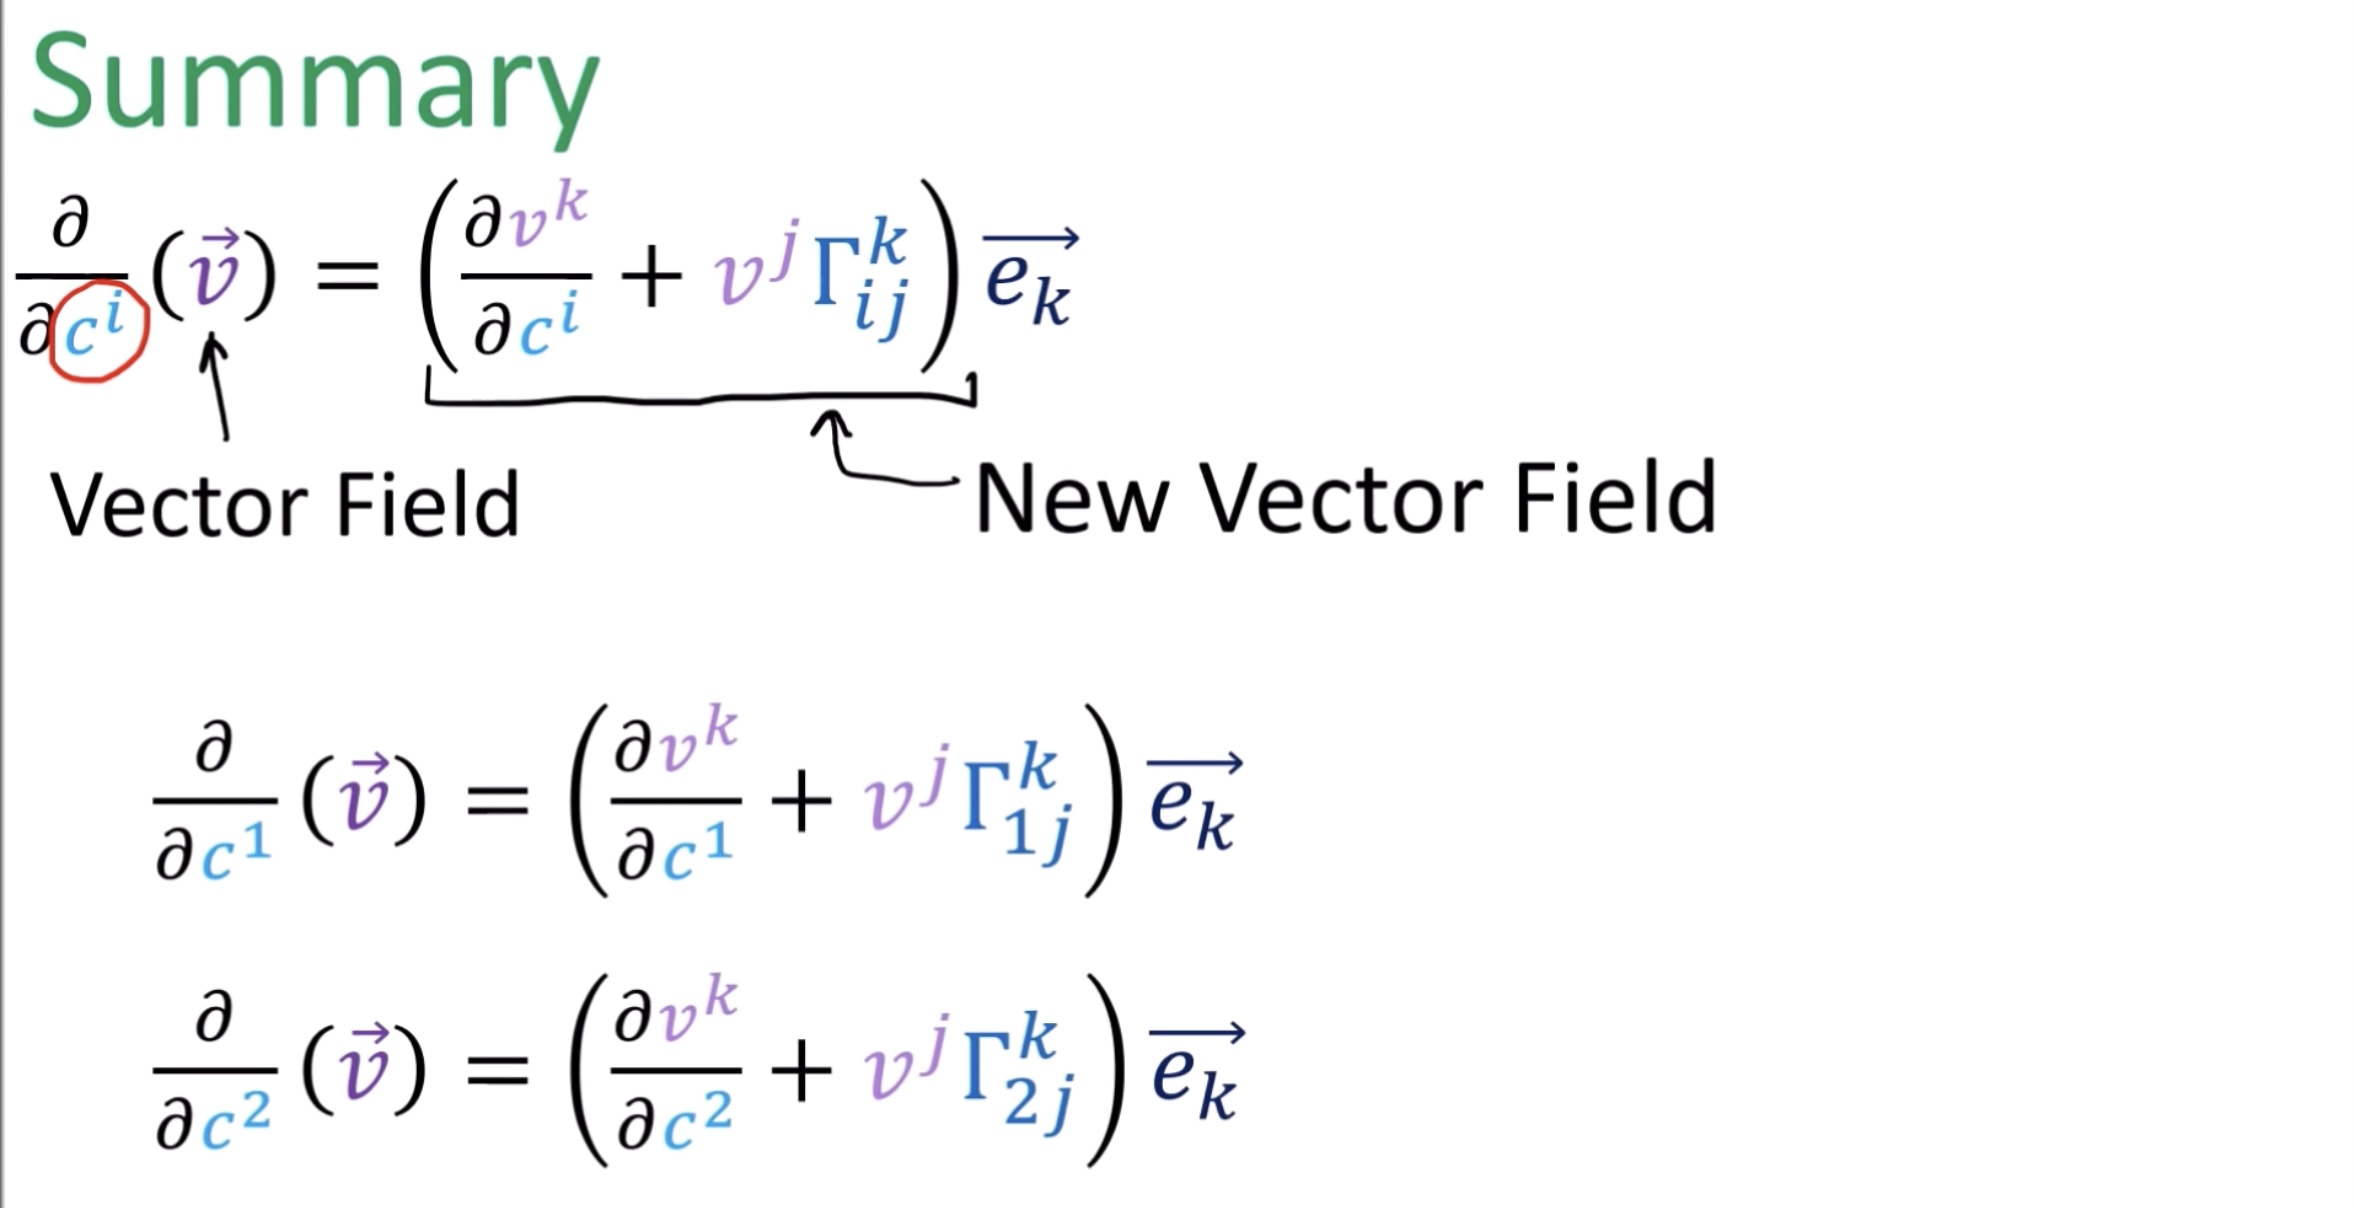 Summary
$\frac{\partial}{\partial c^i}(\vec{v}) = \left(\frac{\partial v^k}{\partial c^i} + v^j \Gamma^k_{ij}\right)\overrightarrow{e_k}$
Vector Field New Vector Field
$\frac{\partial}{\partial c^1}(\vec{v}) = \left(\frac{\partial v^k}{\partial c^1} + v^j \Gamma^k_{1j}\right)\overrightarrow{e_k}$
$\frac{\partial}{\partial c^2}(\vec{v}) = \left(\frac{\partial v^k}{\partial c^2} + v^j \Gamma^k_{2j}\right)\overrightarrow{e_k}$